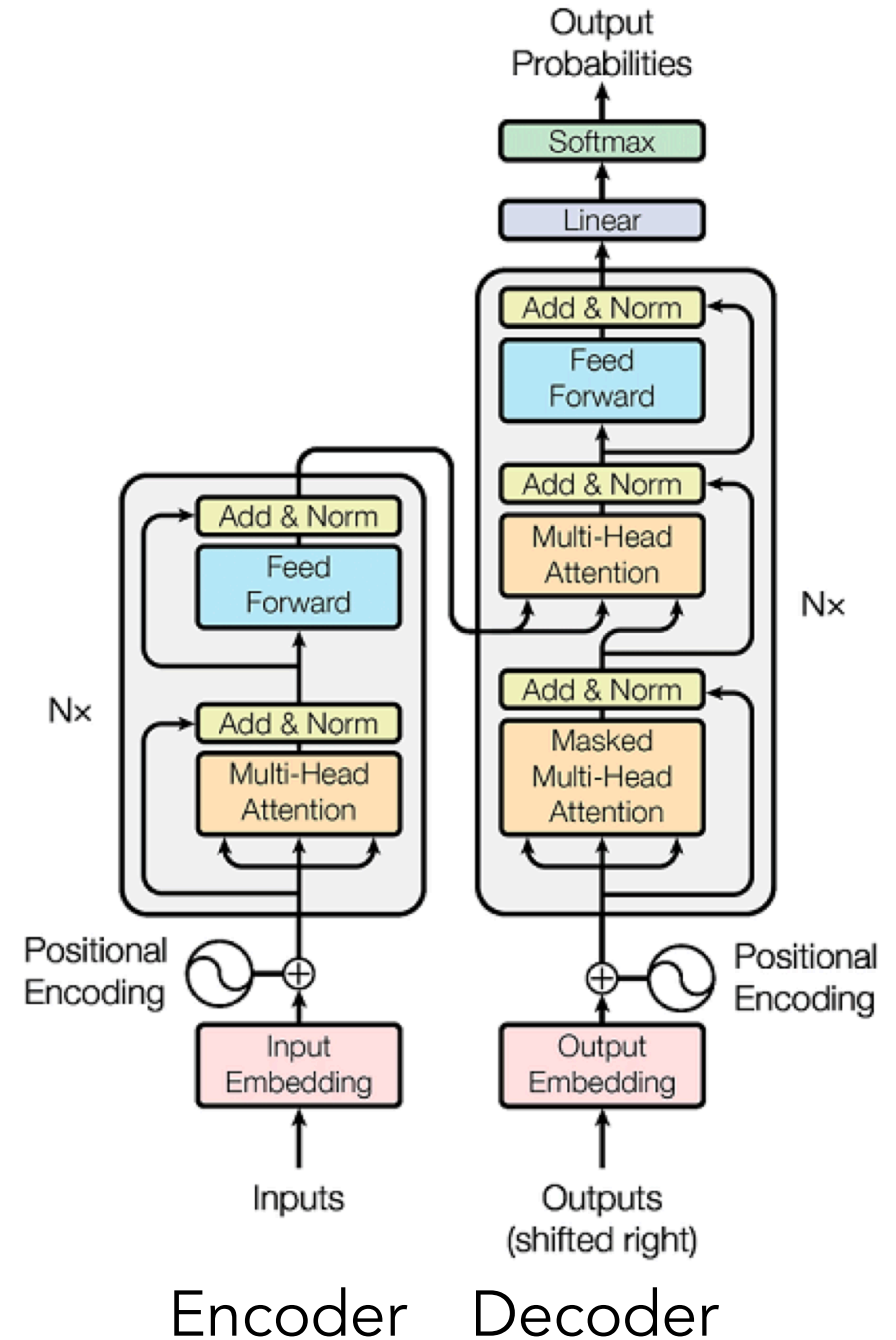 Output
Probabilities
Softmax
Linear
Add & Norm
Feed
Forward
Add & Norm
Multi-Head
Attention
Nx
Add & Norm
Masked
Multi-Head
Attention
Add & Norm
Feed
Forward
Nx
Add & Norm
Multi-Head
Attention
Positional
Encoding
Positional
Encoding
Input
Embedding
Output
Embedding
Inputs
Outputs
(shifted right)
Encoder
Decoder